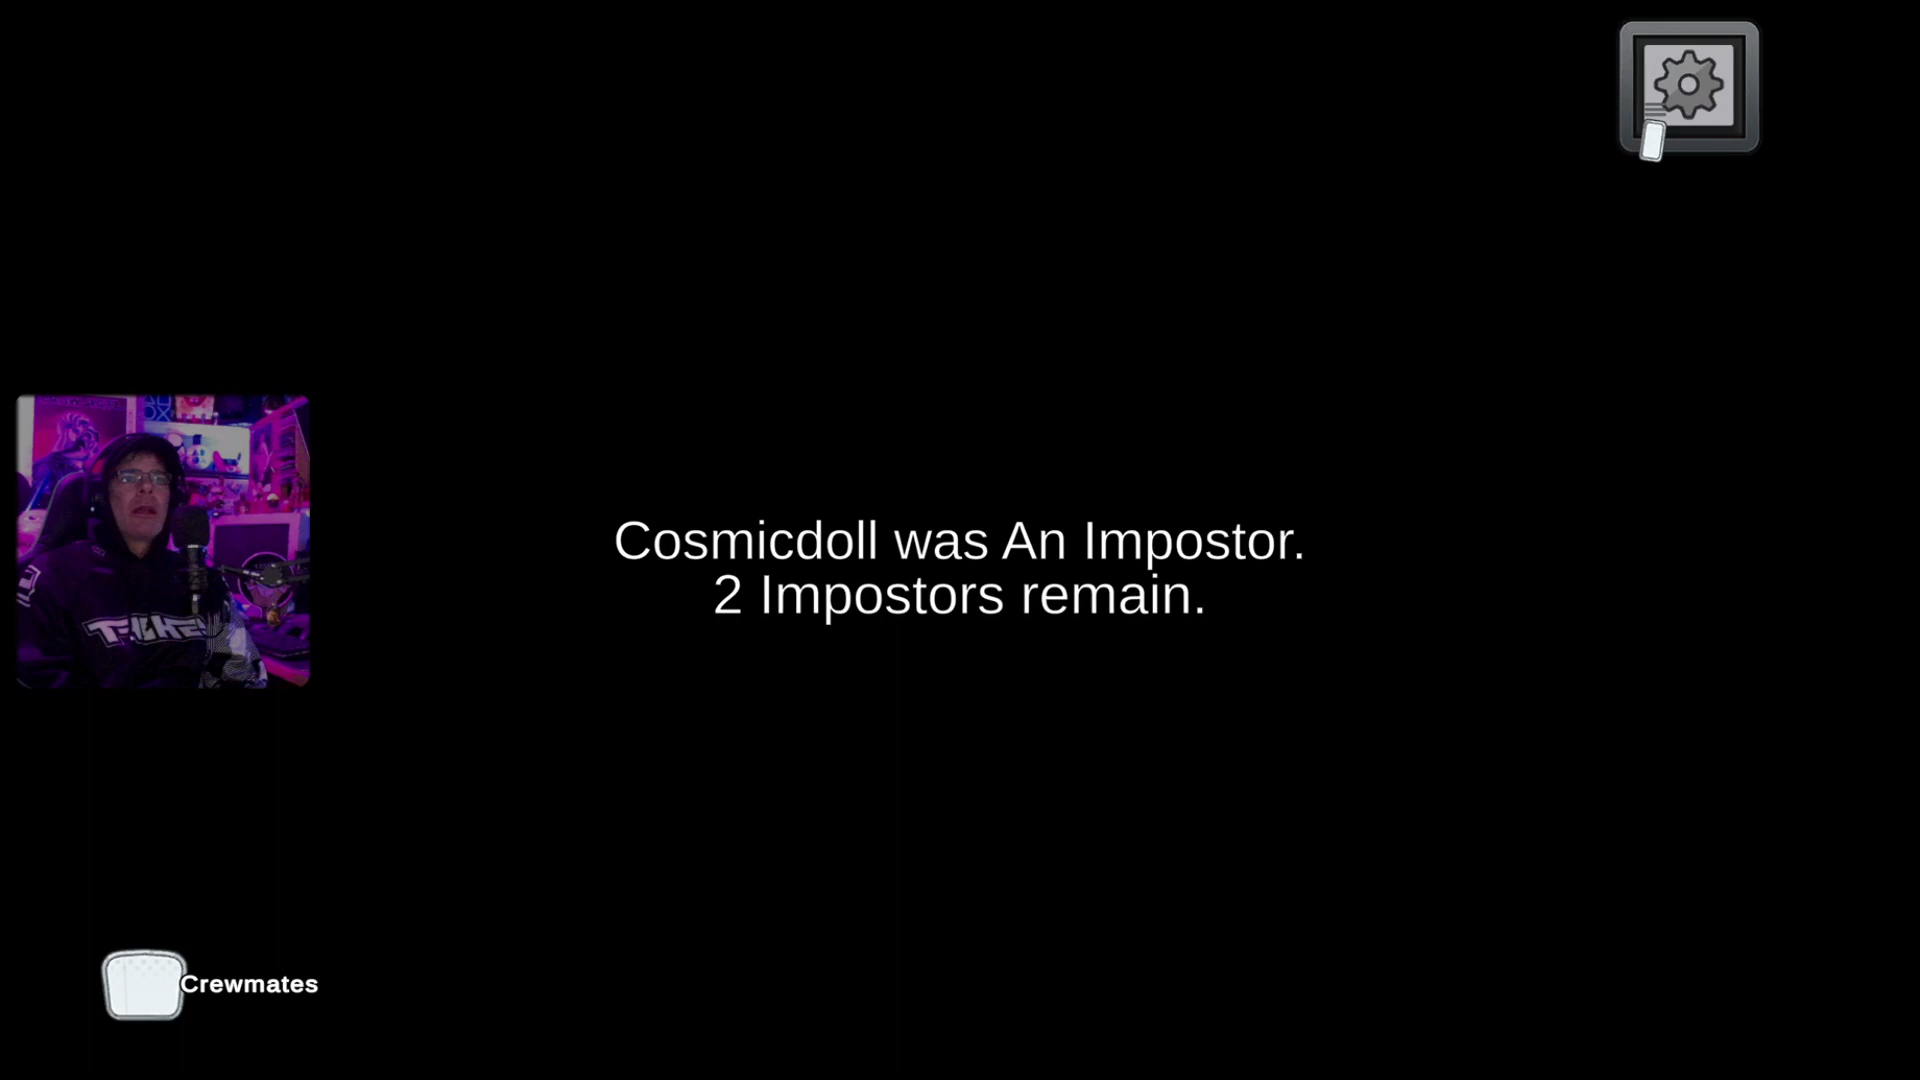 Cosmicdoll was An Impostor.
2 Impostors remain.
Crewmates